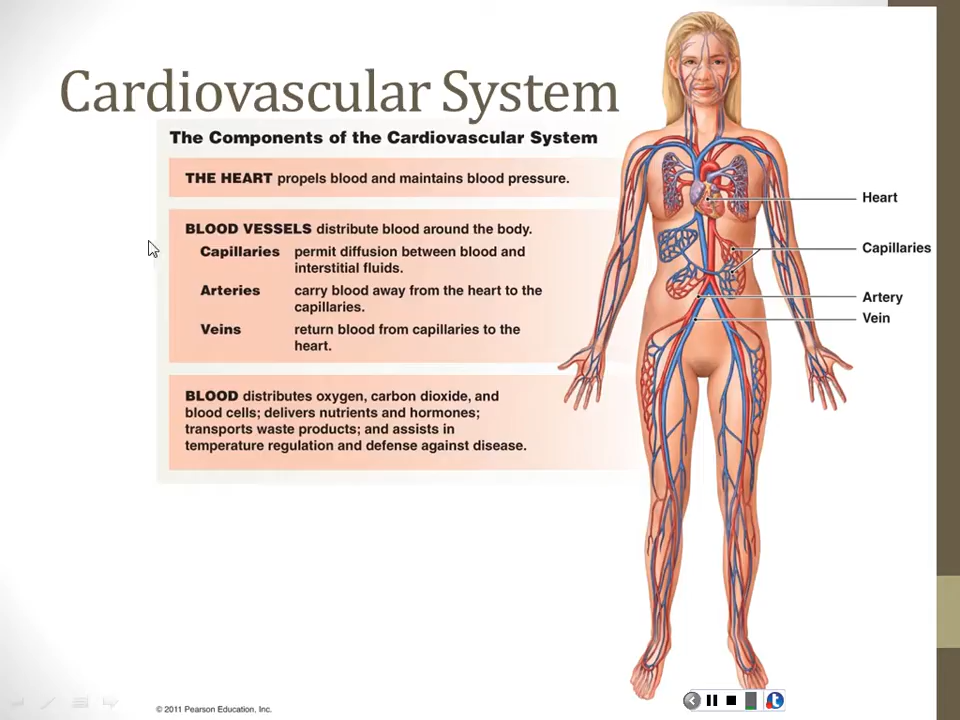 Cardiovascular System
The Components of the Cardiovascular System
THE HEART propels blood and maintains blood pressure.
BLOOD VESSELS distribute blood around the body.
Capillaries permit diffusion between blood and
interstitial fluids.
Arteries carry blood away from the heart to the
capillaries.
Veins return blood from capillaries to the
heart.
BLOOD distributes oxygen, carbon dioxide, and
blood cells; delivers nutrients and hormones;
transports waste products; and assists in
temperature regulation and defense against disease.
Heart
Capillaries
Artery
Vein
© 2011 Pearson Education, Inc.
t